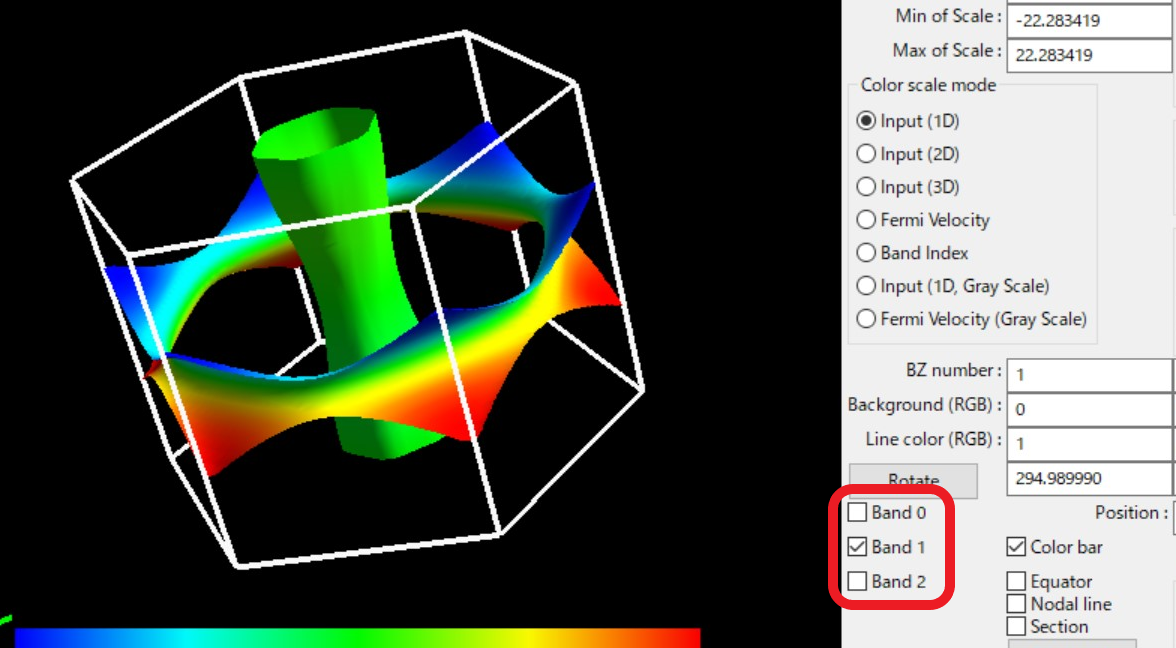 Min of Scale : -22.283419
Max of Scale : 22.283419
Color scale mode
Input (1D)
Input (2D)
Input (3D)
Fermi Velocity
Band Index
Input (1D, Gray Scale)
Fermi Velocity (Gray Scale)
BZ number : 1
Background (RGB) : 0
Line color (RGB) : 1
Rotate 294.989990
Band 0 Position :
Band 1 Color bar
Band 2 Equator
Nodal line
Section